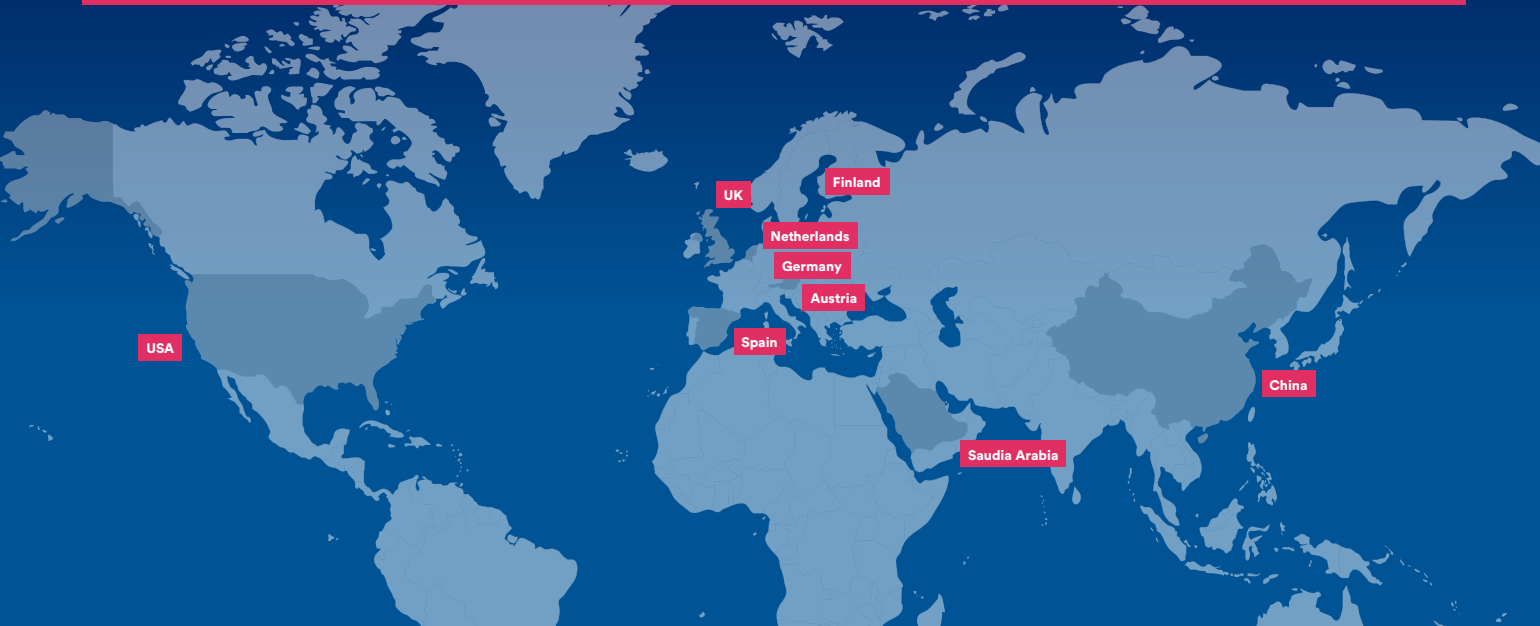 Finland
UK
Netherlands
Germany
Austria
Spain
USA
China
Saudia Arabia